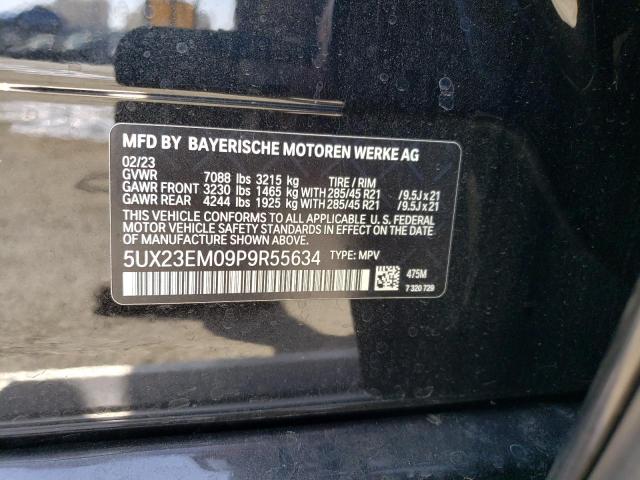 MFD BY BAYERISCHE MOTOREN WERKE AG
02/23
GVWR 7088 lbs 3215 kg TIRE / RIM
GAWR FRONT 3230 lbs 1465 kg WITH 285/45 R21 /9.5J x 21
GAWR REAR 4244 lbs 1925 kg WITH 285/45 R21 /9.5J x 21
THIS VEHICLE CONFORMS TO ALL APPLICABLE U. S. FEDERAL
MOTOR VEHICLE SAFETY STANDARDS IN EFFECT ON THE
DATE OF MANUFACTURE SHOWN ABOVE.
5UX23EM09P9R55634 TYPE: MPV
475M
7 320 729